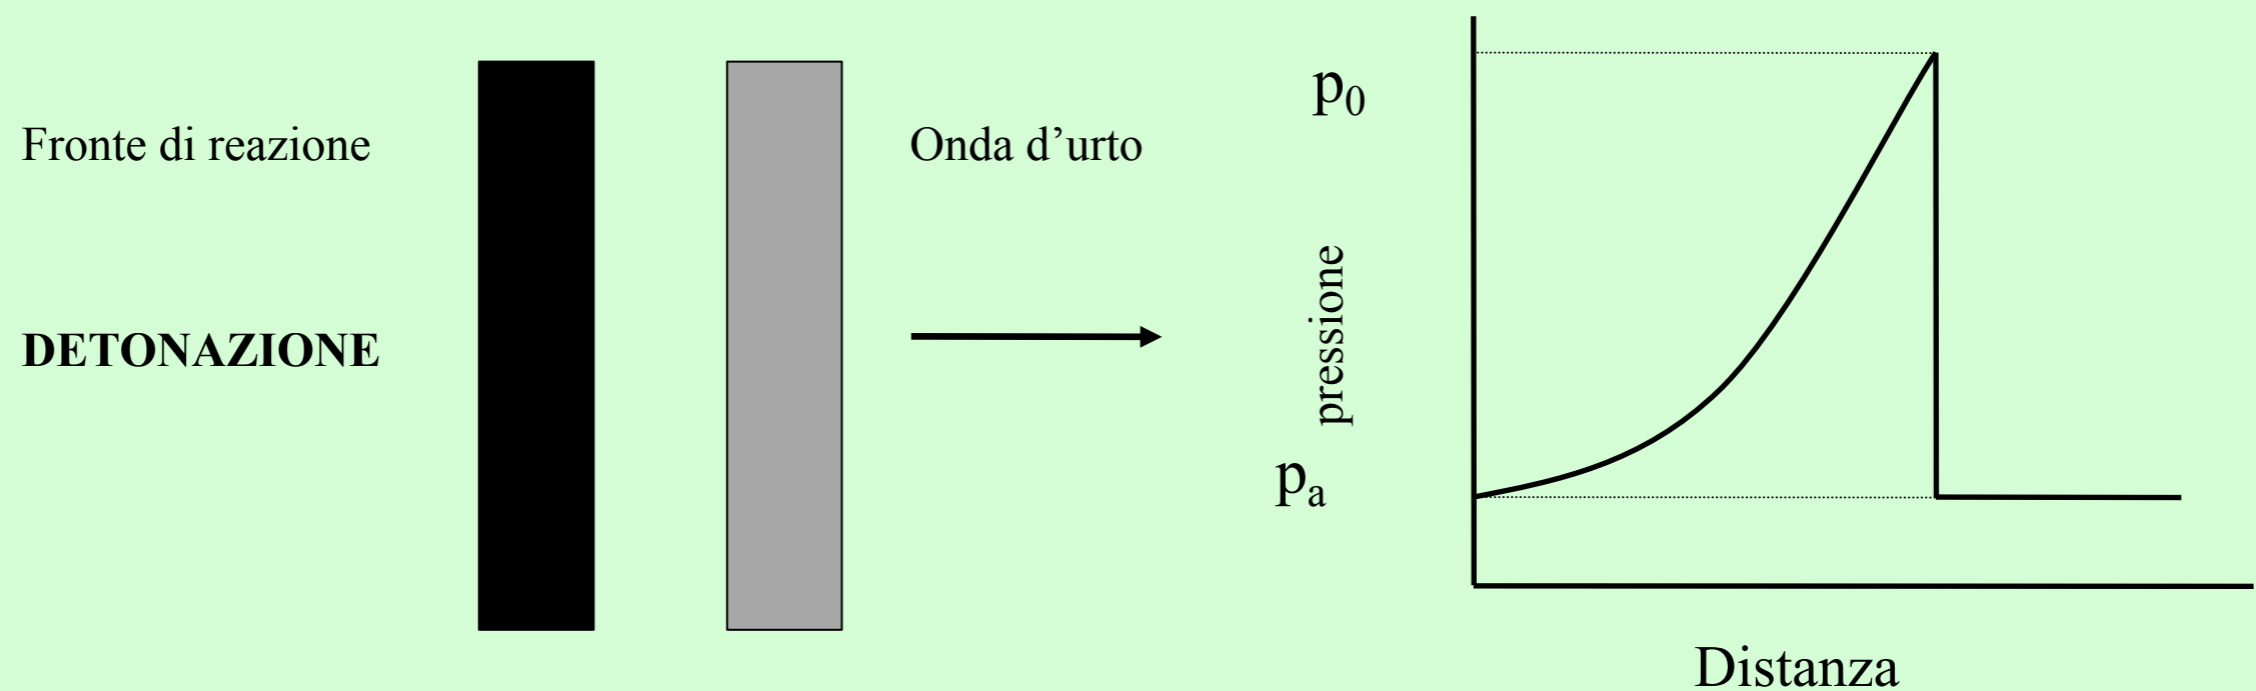 Fronte di reazione
DETONAZIONE
Onda d’urto
p0
pressione
pa
Distanza